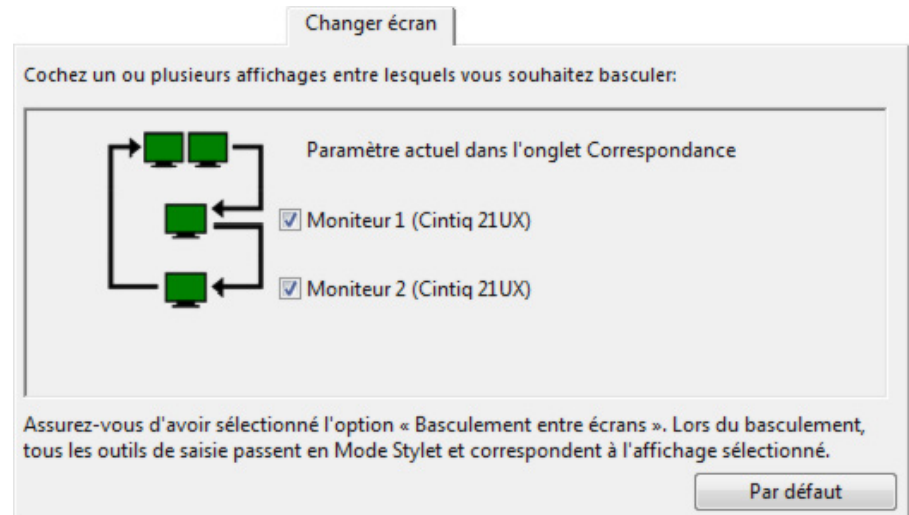 Changer écran
Cochez un ou plusieurs affichages entre lesquels vous souhaitez basculer:
Paramètre actuel dans l'onglet Correspondance
Moniteur 1 (Cintiq 21UX)
Moniteur 2 (Cintiq 21UX)
Assurez-vous d'avoir sélectionné l'option « Basculement entre écrans ». Lors du basculement,
tous les outils de saisie passent en Mode Stylet et correspondent à l'affichage sélectionné.
Par défaut